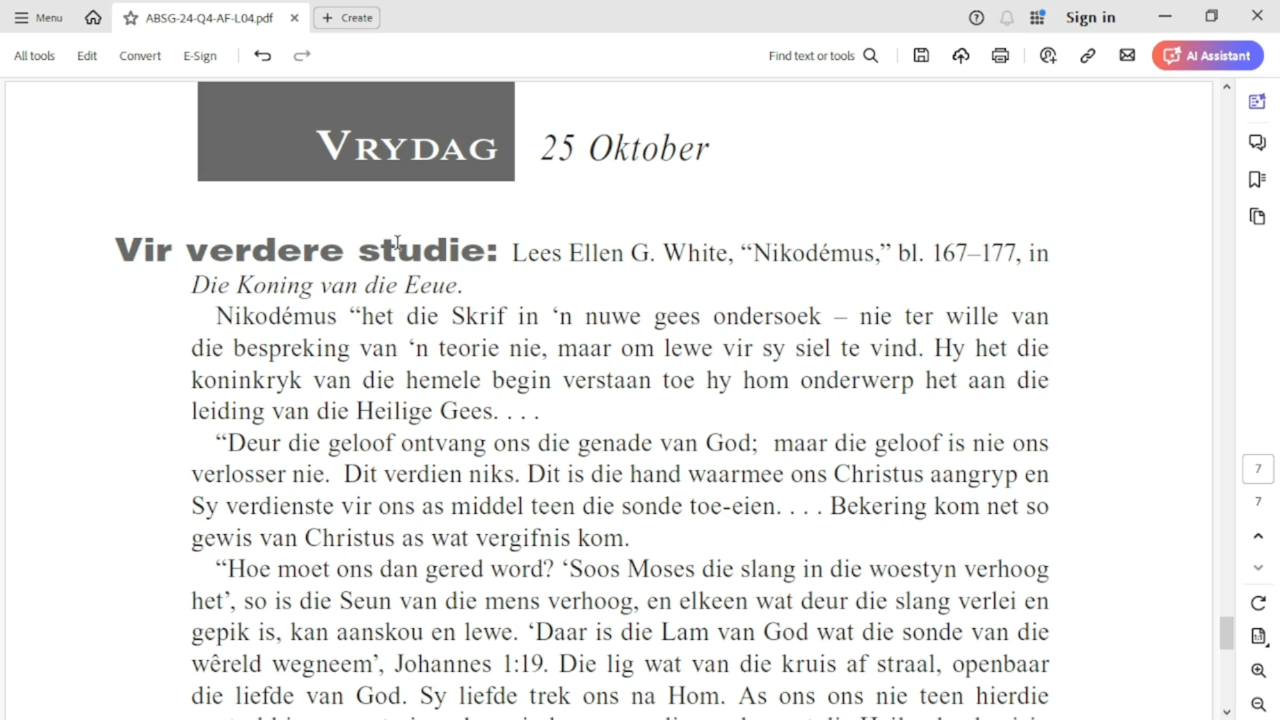 Menu
ABSG-24-Q4-AF-L04.pdf
Create
Sign in
All tools
Edit
Convert
E-Sign
Find text or tools
AI Assistant
VRYDAG 25 Oktober
Vir verdere studie: Lees Ellen G. White, “Nikodémus,” bl. 167–177, in
Die Koning van die Eeue.
Nikodémus “het die Skrif in ‘n nuwe gees ondersoek – nie ter wille van
die bespreking van ‘n teorie nie, maar om lewe vir sy siel te vind. Hy het die
koninkryk van die hemele begin verstaan toe hy hom onderwerp het aan die
leiding van die Heilige Gees. . . .
“Deur die geloof ontvang ons die genade van God; maar die geloof is nie ons
verlosser nie. Dit verdien niks. Dit is die hand waarmee ons Christus aangryp en
Sy verdienste vir ons as middel teen die sonde toe-eien. . . . Bekering kom net so
gewis van Christus as wat vergifnis kom.
“Hoe moet ons dan gered word? ‘Soos Moses die slang in die woestyn verhoog
het’, so is die Seun van die mens verhoog, en elkeen wat deur die slang verlei en
gepik is, kan aanskou en lewe. ‘Daar is die Lam van God wat die sonde van die
wêreld wegneem’, Johannes 1:19. Die lig wat van die kruis af straal, openbaar
die liefde van God. Sy liefde trek ons na Hom. As ons ons nie teen hierdie
7
7